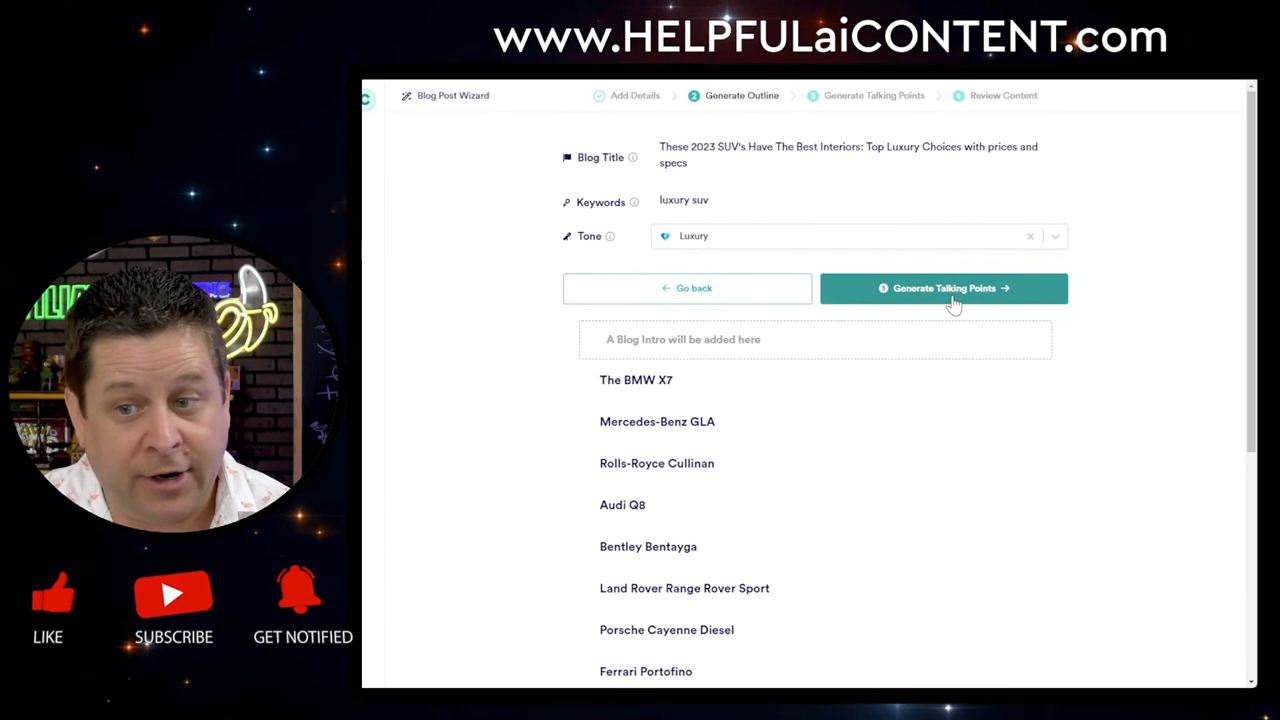 www.HELPFULaiCONTENT.com
Blog Post Wizard
Add Details
2 Generate Outline
3 Generate Talking Points
4 Review Content
Blog Title
These 2023 SUV's Have The Best Interiors: Top Luxury Choices with prices and
specs
Keywords
luxury suv
Tone
Luxury
Go back
3 Generate Talking Points
A Blog Intro will be added here
The BMW X7
Mercedes-Benz GLA
Rolls-Royce Cullinan
Audi Q8
Bentley Bentayga
Land Rover Range Rover Sport
Porsche Cayenne Diesel
Ferrari Portofino
LIKE
SUBSCRIBE
GET NOTIFIED